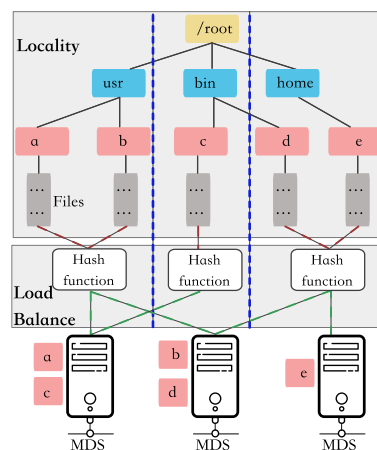 /root
Locality
usr
bin
home
a
b
c
d
e
...
...
...
...
...
...
...
...
...
...
Files
Hash function
Hash function
Hash function
Load
Balance
a
c
b
d
e
MDS
MDS
MDS